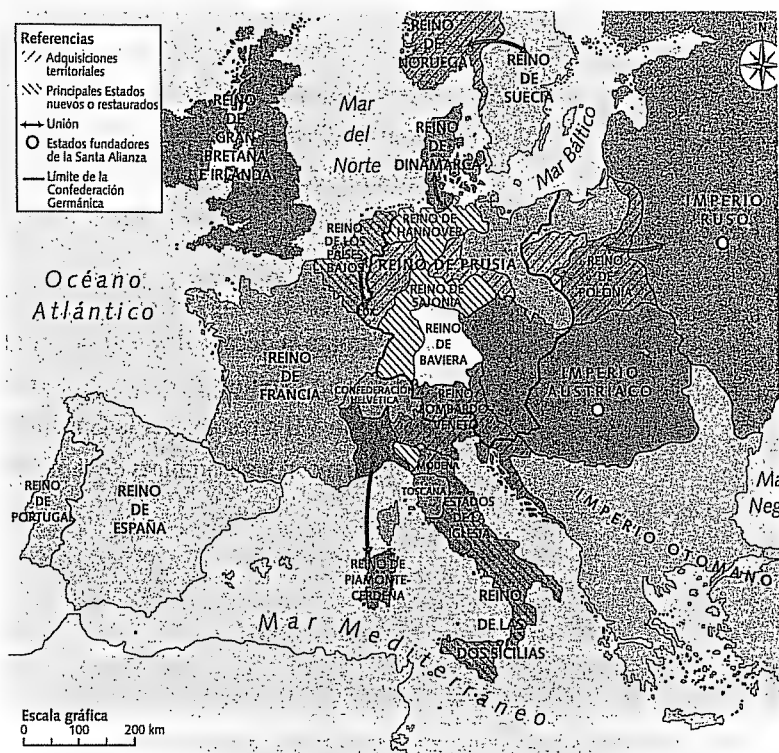 Referencias
Adquisiciones
territoriales
Principales Estados
nuevos o restaurados
Unión
Estados fundadores
de la Santa Alianza
Límite de la
Confederación
Germánica
N
REINO
DE
NORUEGA
REINO
DE
SUECIA
REINO
DE
GRAN
BRETAÑA
E IRLANDA
Mar
del
Norte
REINO
DE
DINAMARCA
Mar Báltico
IMPERIO
RUSO
REINO DE
HANNOVER
REINO
DE LOS
PAÍSES
BAJOS
REINO DE PRUSIA
REINO
DE
POLONIA
REINO DE
SAJONIA
Océano
Atlántico
REINO
DE
BAVIERA
REINO
DE
FRANCIA
IMPERIO
AUSTRIACO
CONFEDERACIÓN
HELVÉTICA
REINO
LOMBARDO
VENETO
MODENA
TOSCANA
ESTADOS
DE LA
IGLESIA
Ma
Neg
REINO
DE
PORTUGAL
REINO
DE
ESPAÑA
IMPERIO OTOMANO
REINO DE
PIAMONTE-
CERDEÑA
REINO
DE LAS
DOS SICILIAS
Mar Mediterráneo
Escala gráfica
0 100 200 km